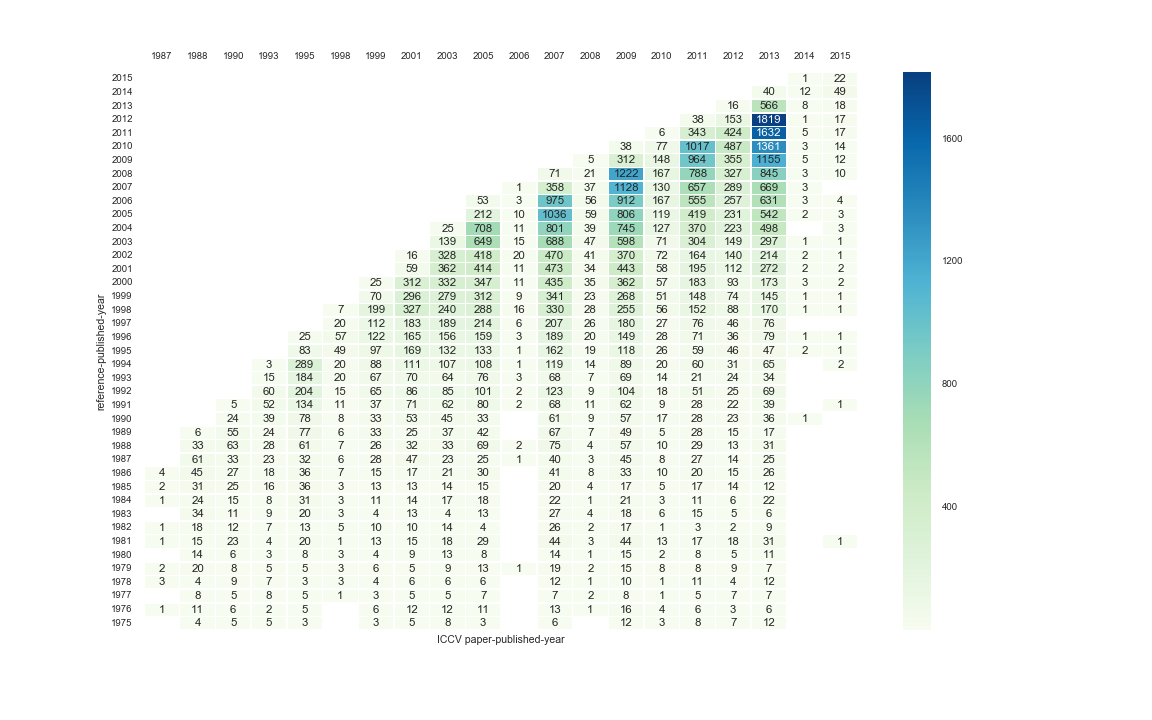 1987 1988 1990 1993 1995 1998 1999 2001 2003 2005 2006 2007 2008 2009 2010 2011 2012 2013 2014 2015
2015 1 22
2014 40 12 49
2013 16 566 8 18
2012 38 153 1819 1 17
2011 6 343 424 1632 5 17
2010 38 77 1017 487 1361 3 14
2009 5 312 148 964 355 1155 5 12
2008 71 21 1222 167 788 327 845 3 10
2007 1 358 37 1128 130 657 289 669 3
2006 53 3 975 56 912 167 555 257 631 3 4
2005 212 10 1036 59 806 119 419 231 542 2 3
2004 25 708 11 801 39 745 127 370 223 498 3
2003 139 649 15 688 47 598 71 304 149 297 1 1
2002 16 328 418 20 470 41 370 72 164 140 214 2 1
2001 59 362 414 11 473 34 443 58 195 112 272 2 2
2000 25 312 332 347 11 435 35 362 57 183 93 173 3 2
1999 70 296 279 312 9 341 23 268 51 148 74 145 1 1
1998 7 199 327 240 288 16 330 28 255 56 152 88 170 1 1
1997 20 112 183 189 214 6 207 26 180 27 76 46 76
1996 25 57 122 165 156 159 3 189 20 149 28 71 36 79 1 1
1995 83 49 97 169 132 133 1 162 19 118 26 59 46 47 2 1
1994 3 289 20 88 111 107 108 1 119 14 89 20 60 31 65 2
1993 15 184 20 67 70 64 76 3 68 7 69 14 21 24 34
1992 60 204 15 65 86 85 101 2 123 9 104 18 51 25 69
1991 5 52 134 11 37 71 62 80 2 68 11 62 9 28 22 39 1
1990 24 39 78 8 33 53 45 33 61 9 57 17 28 23 36 1
1989 6 55 24 77 6 33 25 37 42 67 7 49 5 28 15 17
1988 33 63 28 61 7 26 32 33 69 2 75 4 57 10 29 13 31
1987 61 33 23 32 6 28 47 23 25 1 40 3 45 8 27 14 25
1986 4 45 27 18 36 7 15 17 21 30 41 8 33 10 20 15 26
1985 2 31 25 16 36 3 13 13 14 15 20 4 17 5 17 14 12
1984 1 24 15 8 31 3 11 14 17 18 22 1 21 3 11 6 22
1983 34 11 9 20 3 4 13 4 13 27 4 18 6 15 5 6
1982 1 18 12 7 13 5 10 10 14 4 26 2 17 1 3 2 9
1981 1 15 23 4 20 1 13 15 18 29 44 3 44 13 17 18 31 1
1980 14 6 3 8 3 4 9 13 8 14 1 15 2 8 5 11
1979 2 20 8 5 5 3 6 5 9 13 1 19 2 15 8 8 9 7
1978 3 4 9 7 3 3 4 6 6 6 12 1 10 1 11 4 12
1977 8 5 8 5 1 3 5 5 7 7 2 8 1 5 7 7
1976 1 11 6 2 5 6 12 12 11 13 1 16 4 6 3 6
1975 4 5 5 3 3 5 8 3 6 12 3 8 7 12
reference-published-year
ICCV paper-published-year
1600
1200
800
400